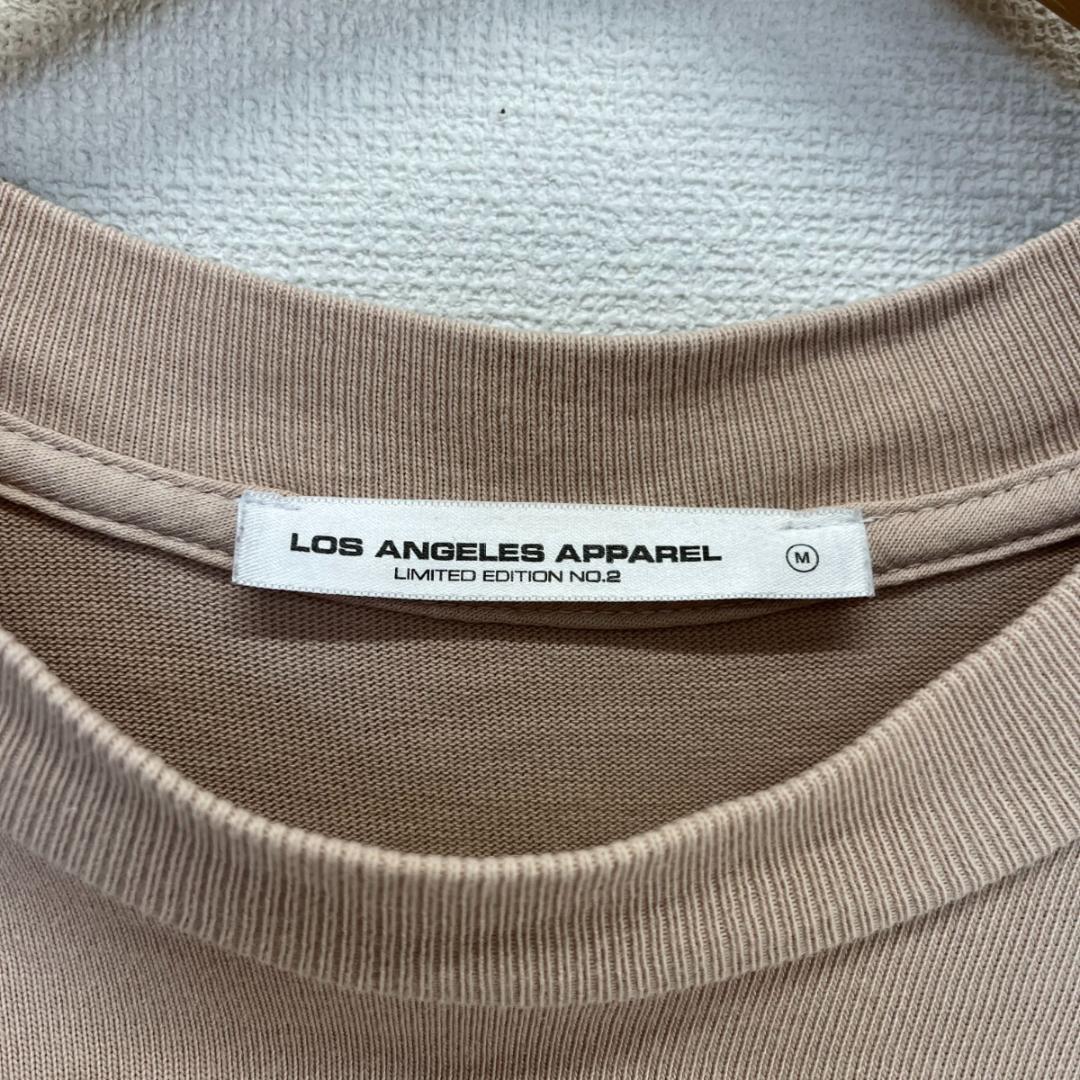 LOS ANGELES APPAREL M
LIMITED EDITION NO.2